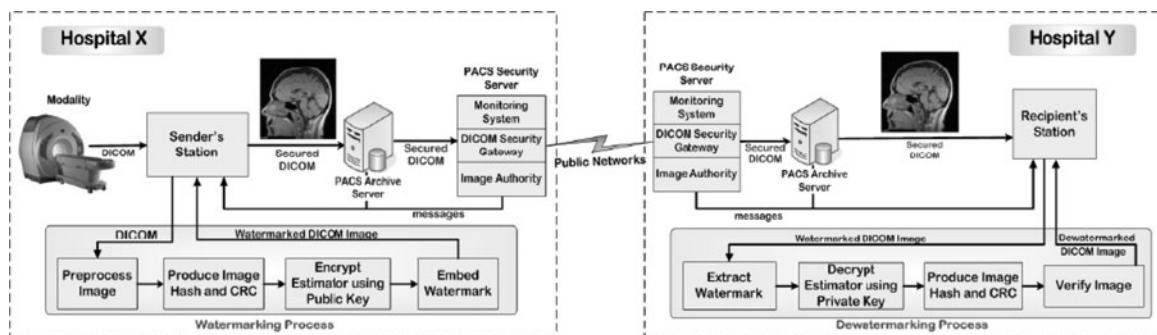 Hospital X
Modality
DICOM
Sender's
Station
Secured
DICOM
PACS Archive
Server
Secured
DICOM
PACS Security
Server
Monitoring
System
DICOM Security
Gateway
Image Authority
messages
Public Networks
DICOM
Watermarked DICOM Image
Preprocess
Image
Produce Image
Hash and CRC
Encrypt
Estimator using
Public Key
Embed
Watermark
Watermarking Process
Hospital Y
PACS Security
Server
Monitoring
System
DICOM Security
Gateway
Image Authority
Secured
DICOM
PACS Archive
Server
Secured
DICOM
Recipient's
Station
messages
Watermarked DICOM Image
Dewatermarked
DICOM Image
Extract
Watermark
Decrypt
Estimator using
Private Key
Produce Image
Hash and CRC
Verify Image
Dewatermarking Process